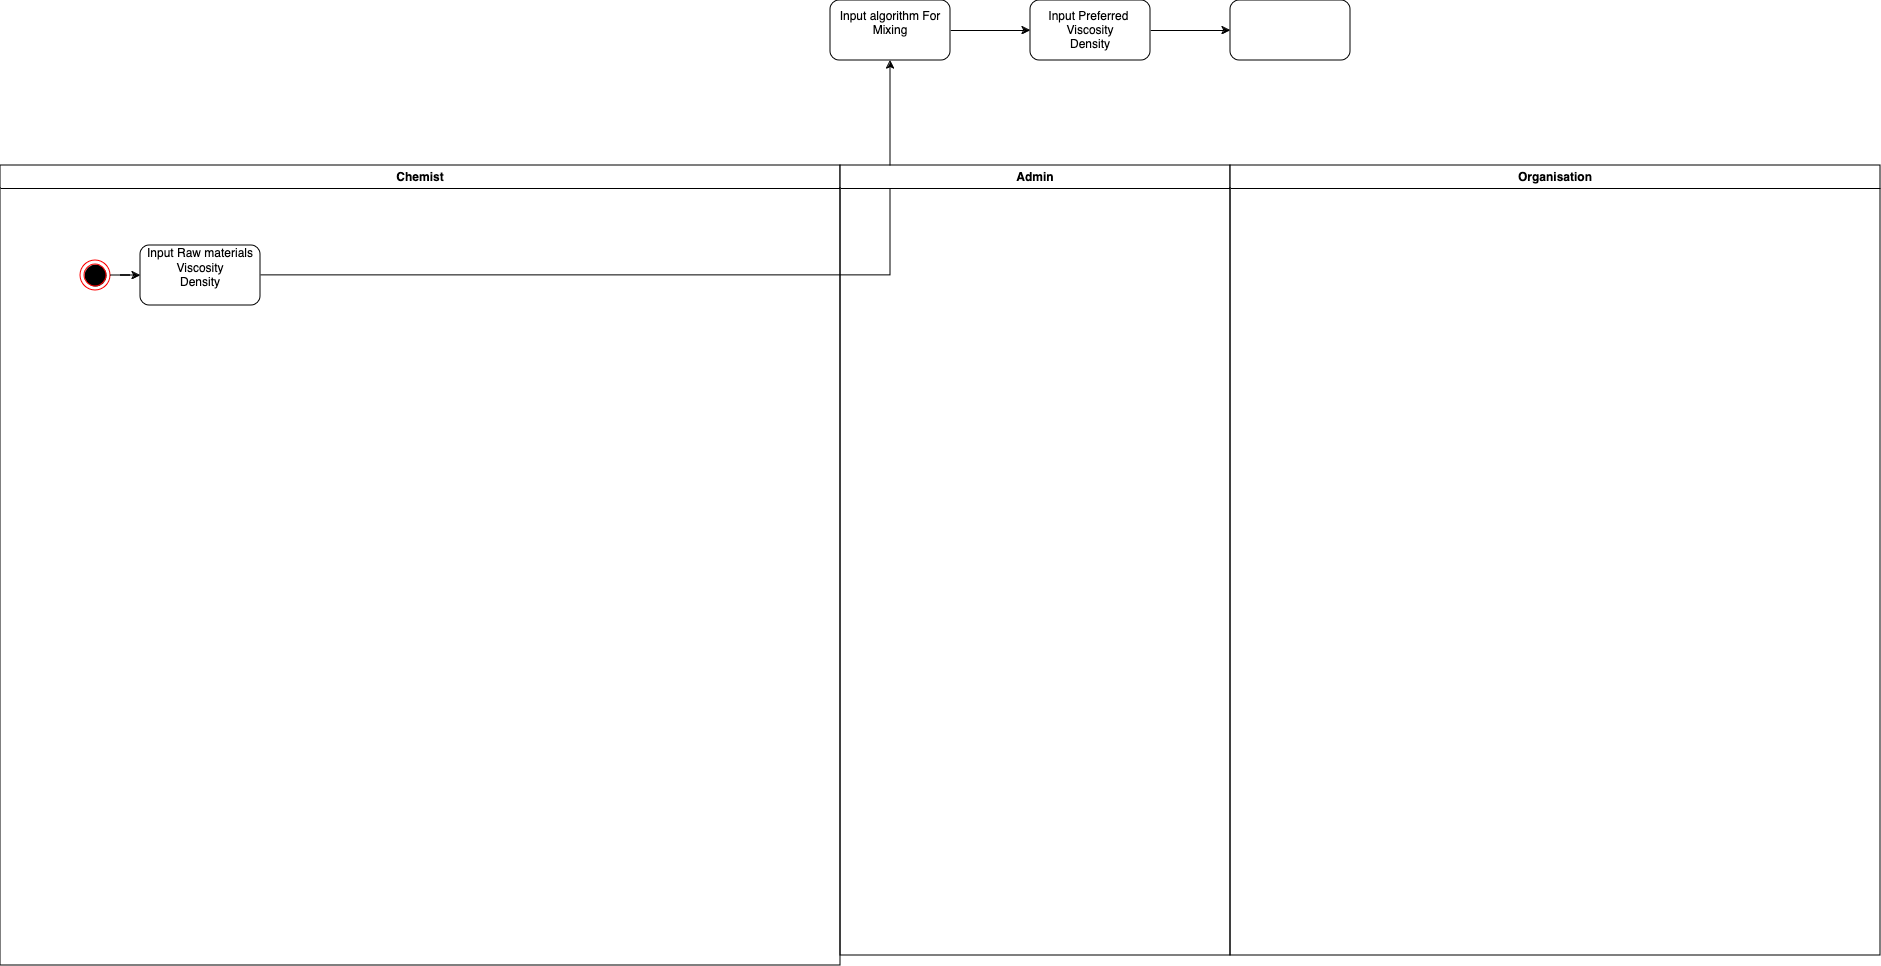 Input algorithm For
Mixing
Input Preferred
Viscosity
Density
Chemist
Admin
Organisation
Input Raw materials
Viscosity
Density